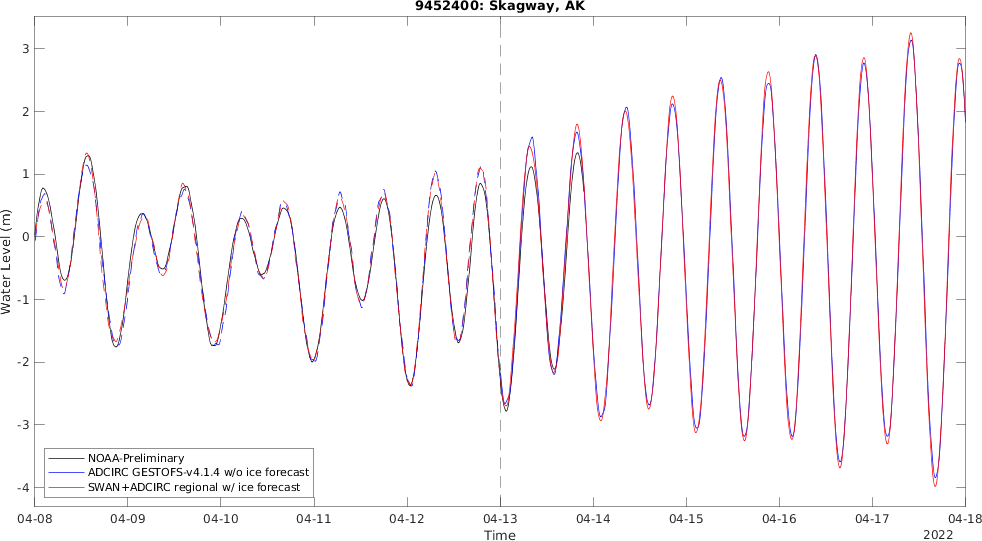 9452400: Skagway, AK
Water Level (m)
3
2
1
0
-1
-2
-3
-4
NOAA-Preliminary
ADCIRC GESTOFS-v4.1.4 w/o ice forecast
SWAN+ADCIRC regional w/ ice forecast
04-08 04-09 04-10 04-11 04-12 04-13 04-14 04-15 04-16 04-17 04-18
Time
2022